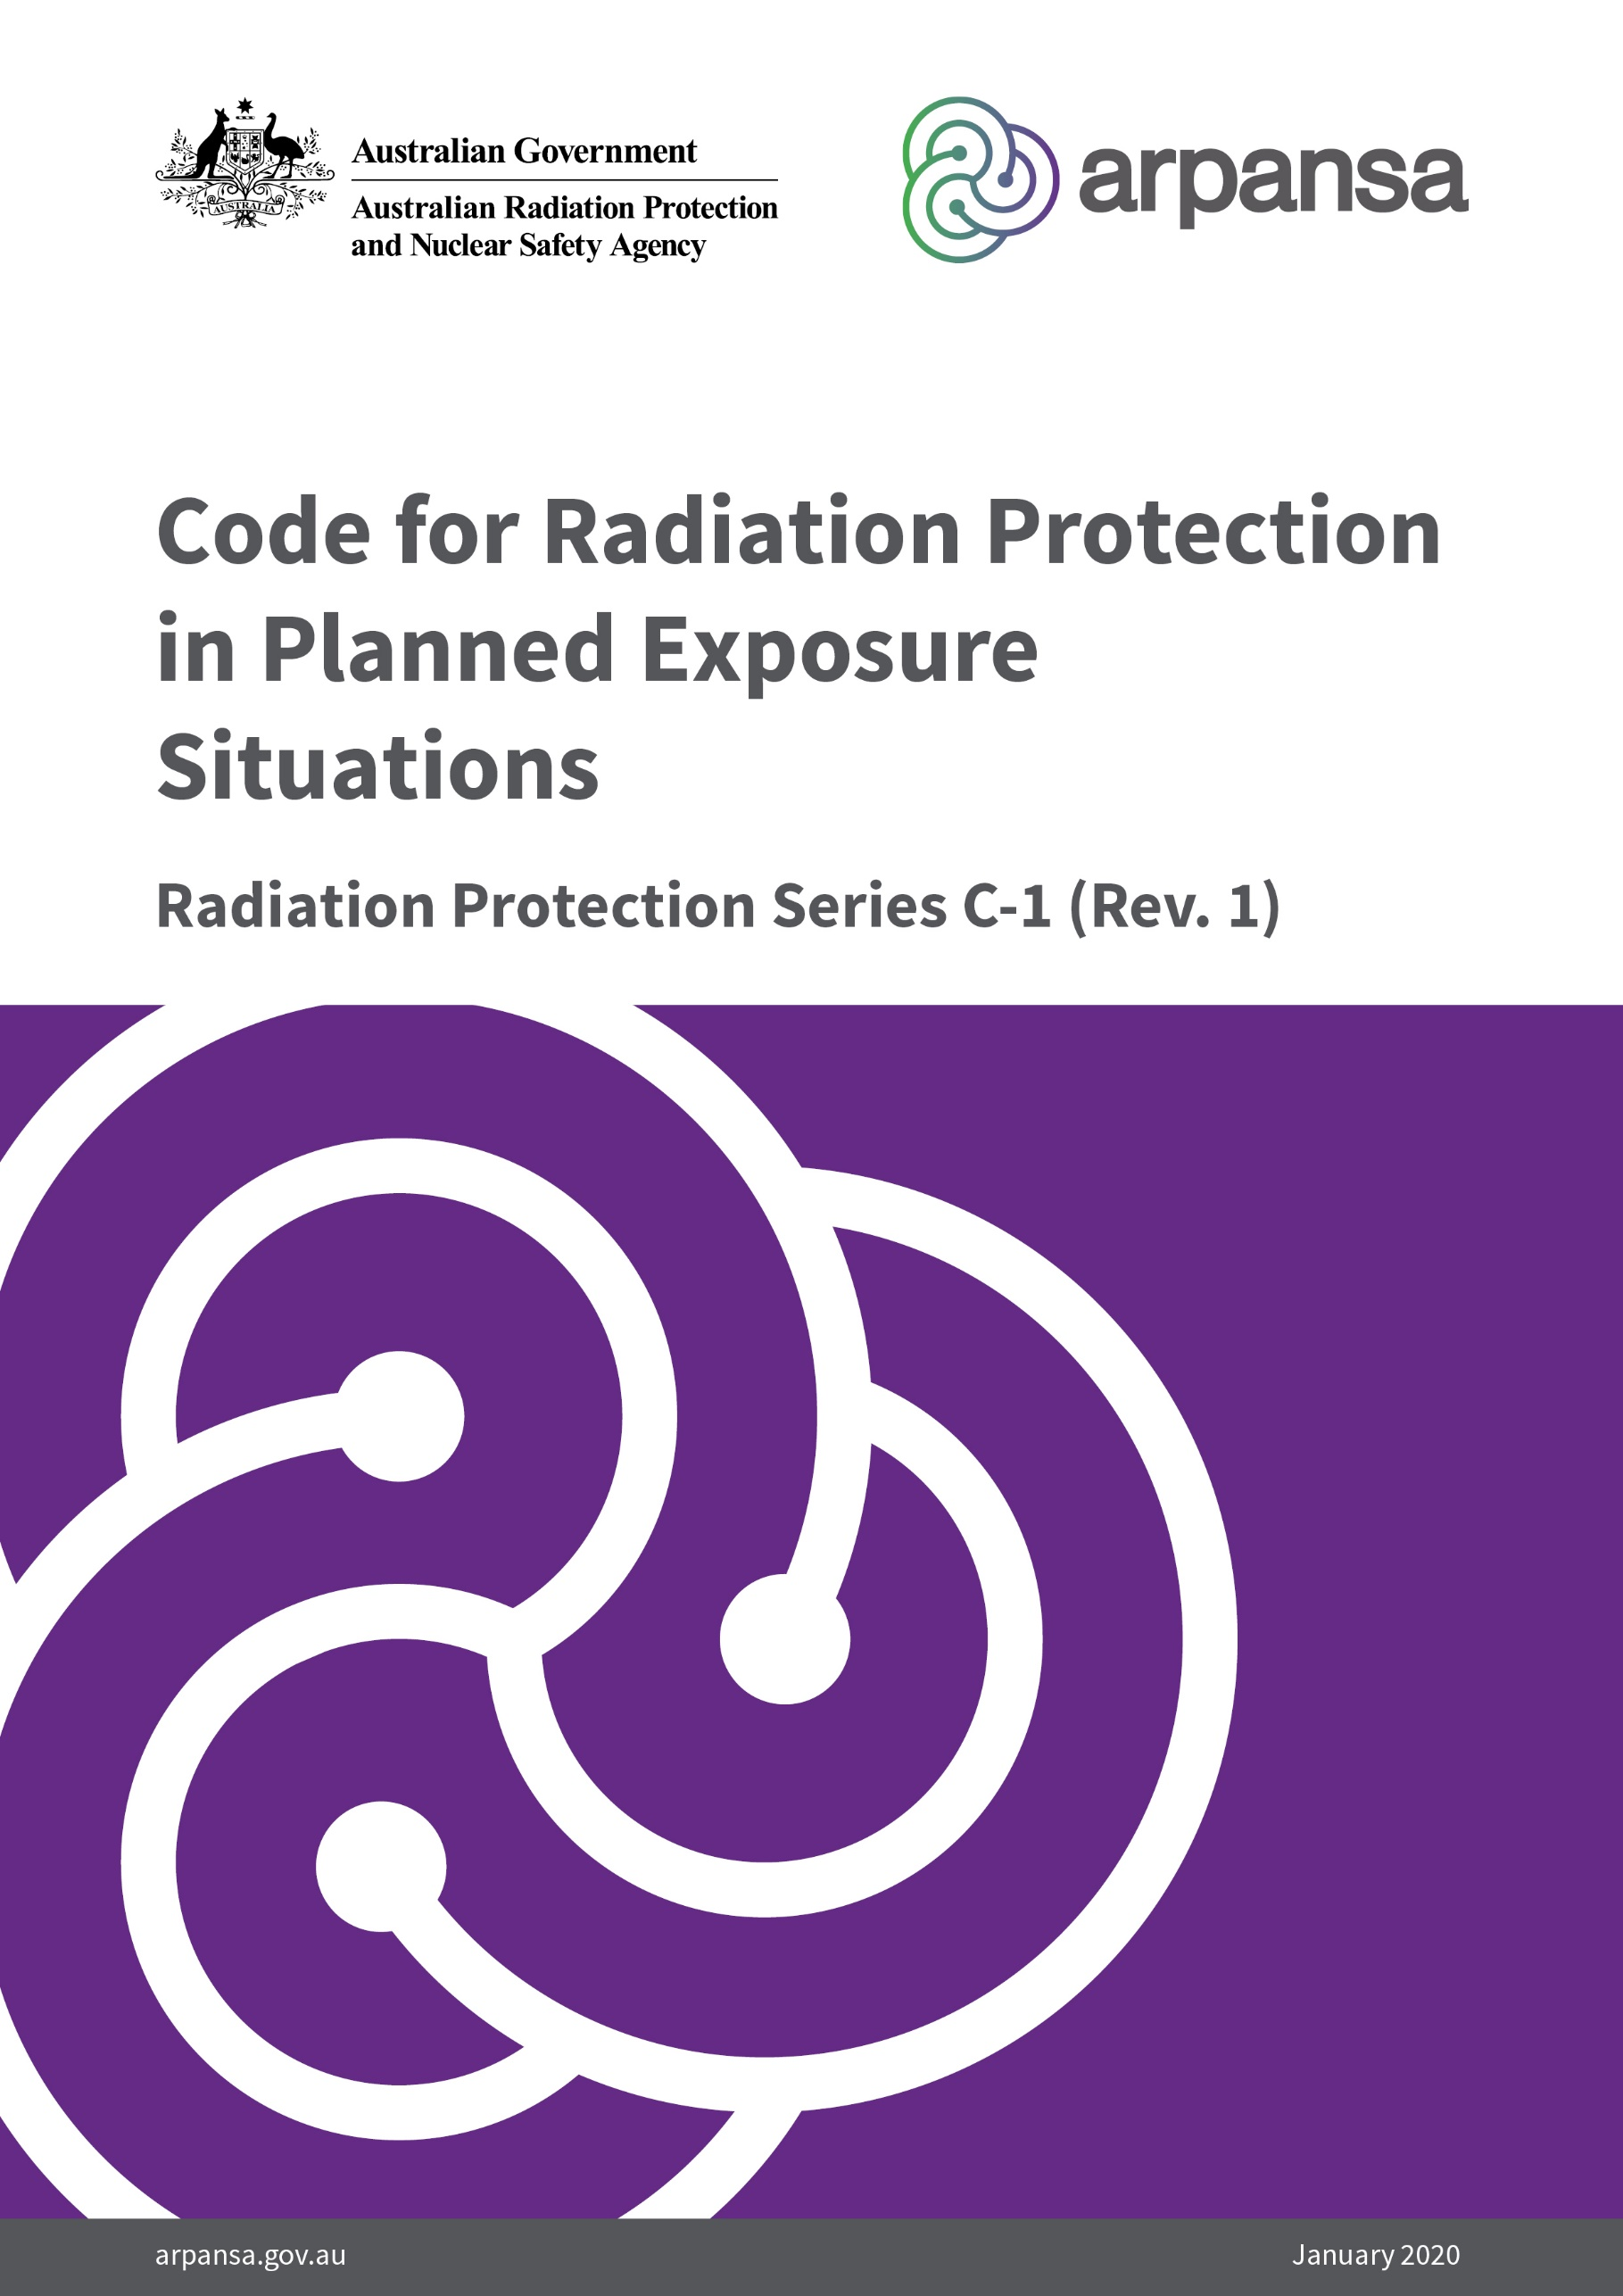 AUSTRALIA
Australian Government
Australian Radiation Protection
and Nuclear Safety Agency
arpansa
Code for Radiation Protection
in Planned Exposure
Situations
Radiation Protection Series C-1 (Rev. 1)
arpansa.gov.au
January 2020